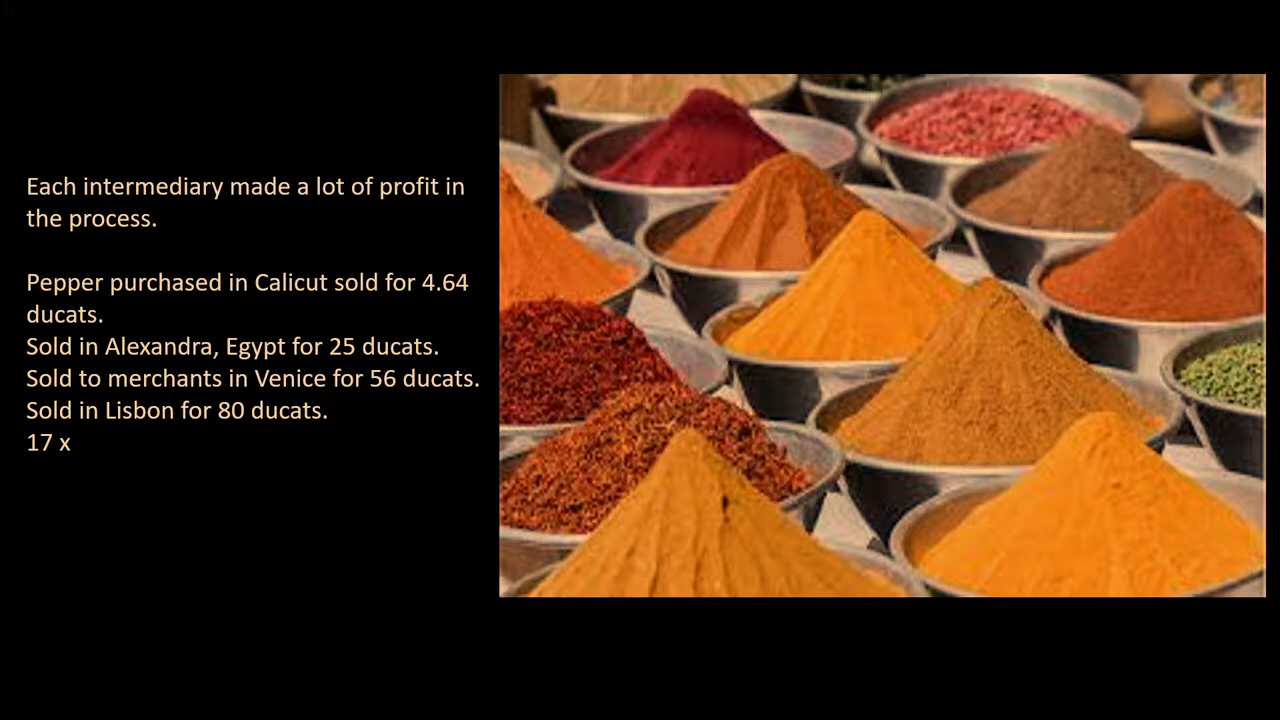 Each intermediary made a lot of profit in
the process.
Pepper purchased in Calicut sold for 4.64
ducats.
Sold in Alexandra, Egypt for 25 ducats.
Sold to merchants in Venice for 56 ducats.
Sold in Lisbon for 80 ducats.
17 x